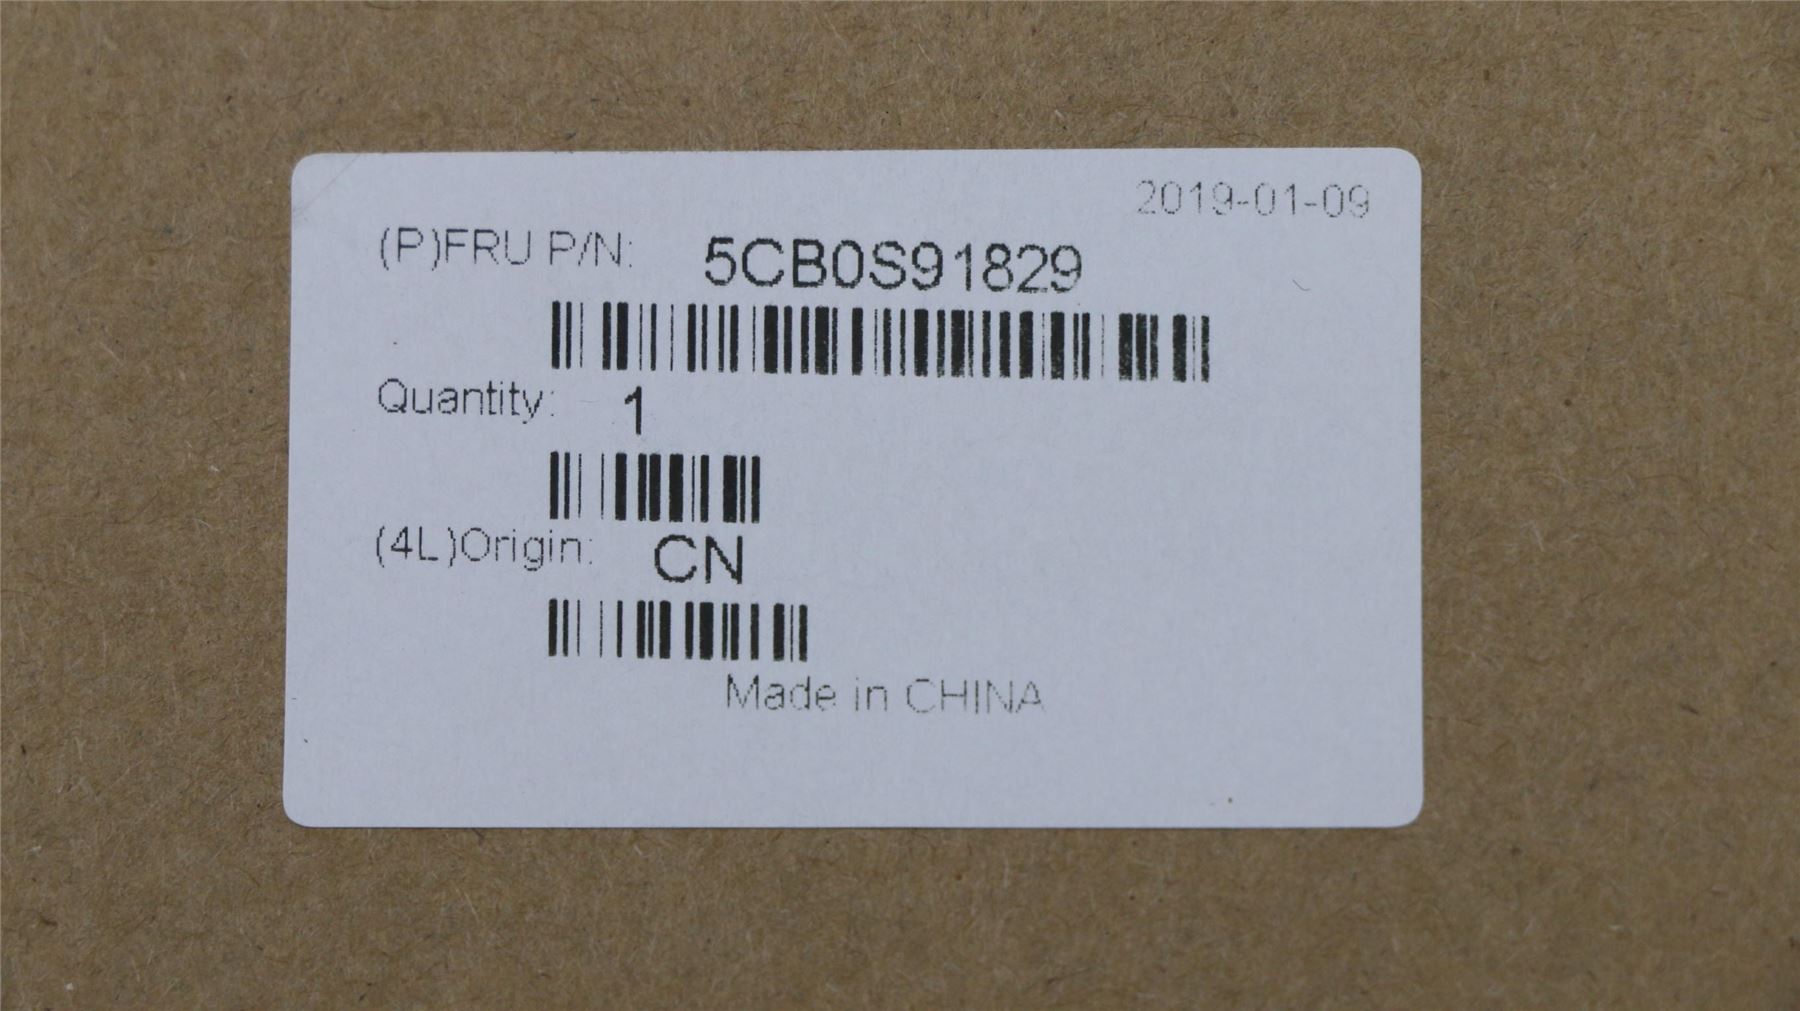 2019-01-09
(P)FRU P/N: 5CB0S91829
Quantity: 1
(4L)Origin: CN
Made in CHINA